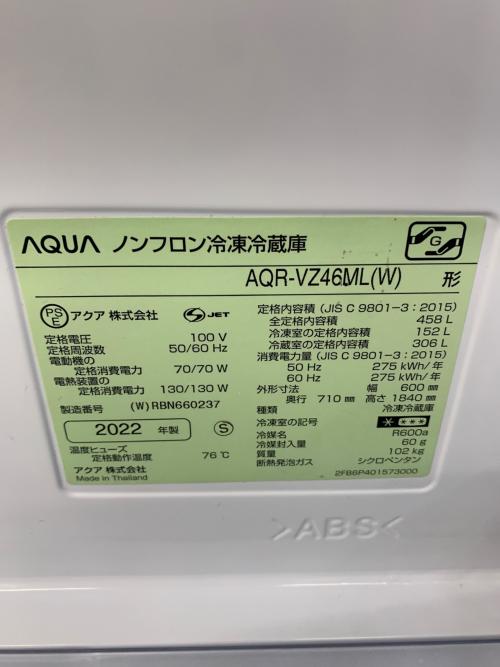 AQUA ノンフロン冷凍冷蔵庫
G
AQR-VZ46ML(W) 形
PS
E
アクア 株式会社
S JET
定格電圧 100 V
定格周波数 50/60 Hz
電動機の
定格消費電力 70/70 W
電熱装置の
定格消費電力 130/130 W
製造番号 (W)RBN660237
2022 年製
S
温度ヒューズ
定格動作温度 76℃
アクア 株式会社
Made in Thailand
定格内容積 (JIS C 9801-3:2015)
全定格内容積 458 L
冷凍室の定格内容積 152 L
冷蔵室の定格内容積 306 L
消費電力量 (JIS C 9801-3:2015)
50 Hz 275 kWh/年
60 Hz 275 kWh/年
外形寸法 幅 600 mm
奥行 710 mm 高さ 1840 mm
種類 冷凍冷蔵庫
冷凍室の記号 * ***
冷媒名 R600a
冷媒封入量 60 g
質量 102 kg
断熱発泡ガス シクロペンタン
2FB6P401573000
>ABS<